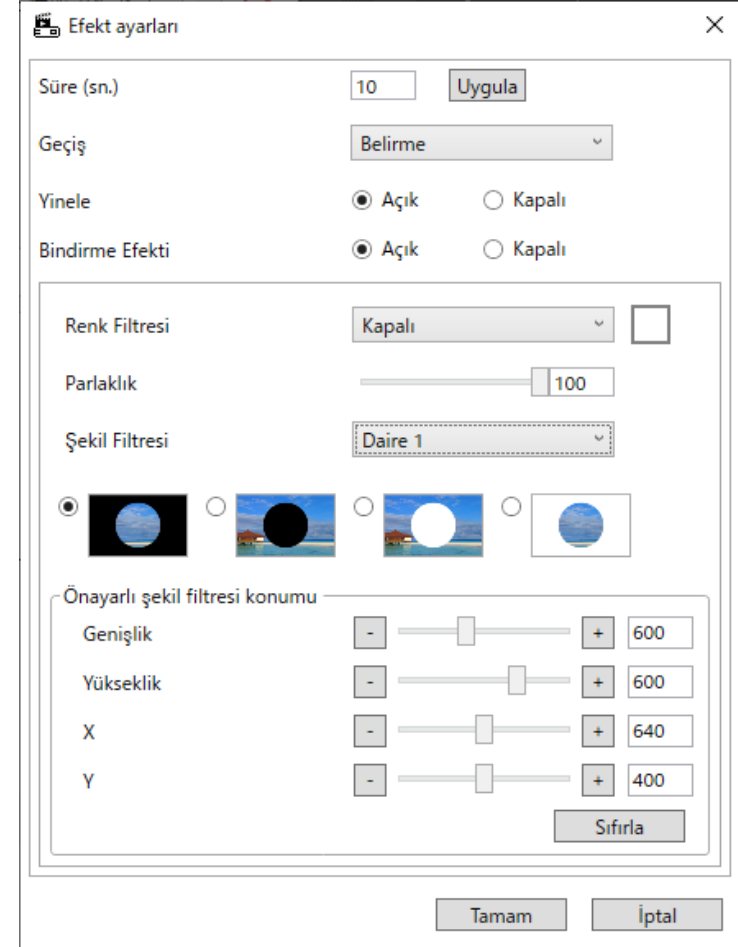 Efekt ayarları
Süre (sn.) 10 Uygula
Geçiş Belirme
Yinele Açık Kapalı
Bindirme Efekti Açık Kapalı
Renk Filtresi Kapalı
Parlaklık 100
Şekil Filtresi Daire 1
Önayarlı şekil filtresi konumu
Genişlik - + 600
Yükseklik - + 600
X - + 640
Y - + 400
Sıfırla
Tamam İptal